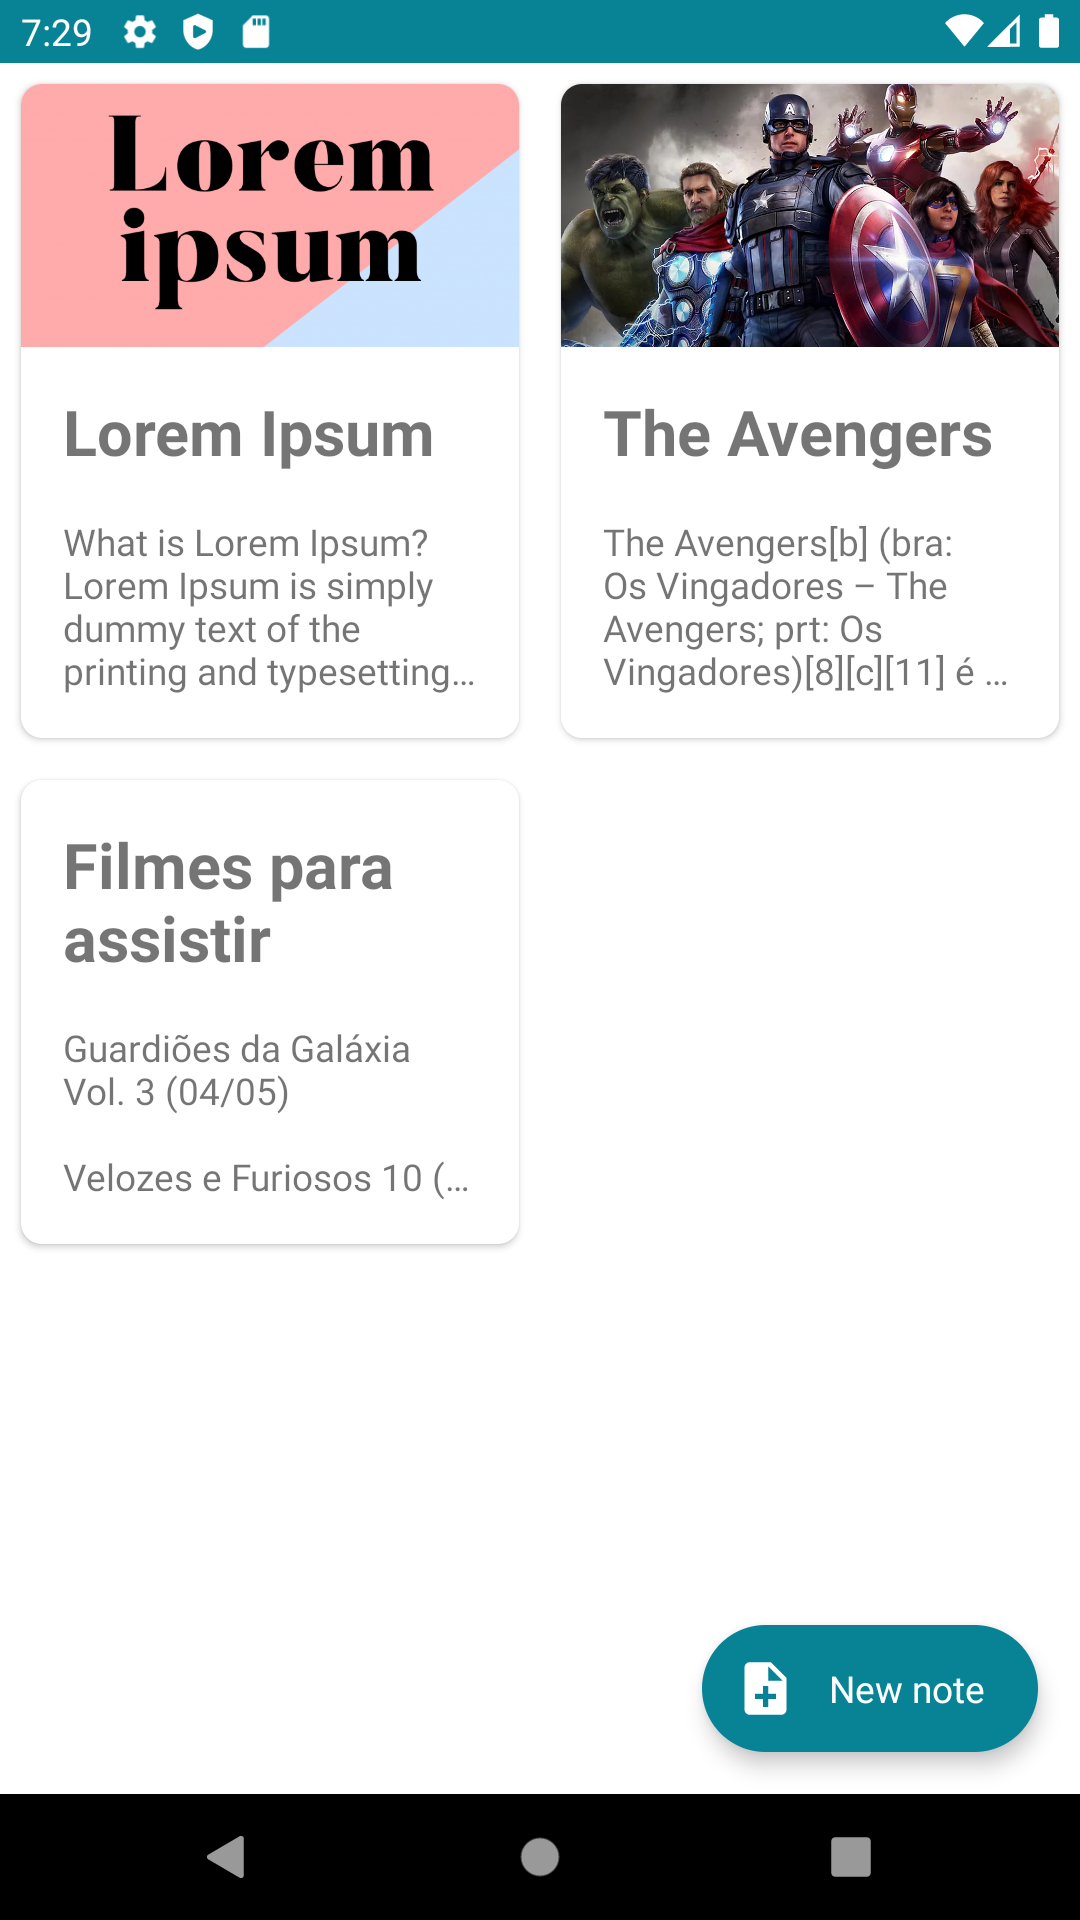 7:29
Lorem
ipsum
Lorem Ipsum
What is Lorem Ipsum?
Lorem Ipsum is simply
dummy text of the
printing and typesetting…
A
The Avengers
The Avengers[b] (bra:
Os Vingadores – The
Avengers; prt: Os
Vingadores)[8][c][11] é …
Filmes para
assistir
Guardiões da Galáxia
Vol. 3 (04/05)
Velozes e Furiosos 10 (…
New note